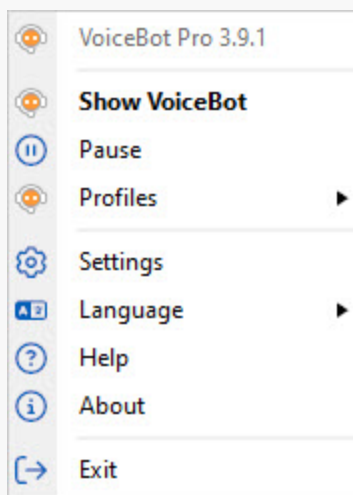 VoiceBot Pro 3.9.1
Show VoiceBot
Pause
Profiles
Settings
Language
Help
About
Exit